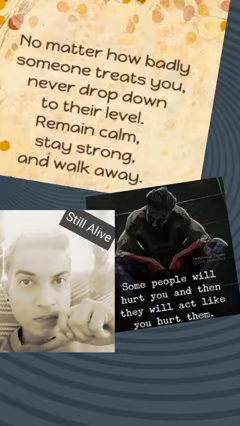 No matter how badly
someone treats you,
never drop down
to their level.
Remain calm,
stay strong,
and walk away.
Still Alive
Some people will
hurt you and then
they will act like
you hurt them.